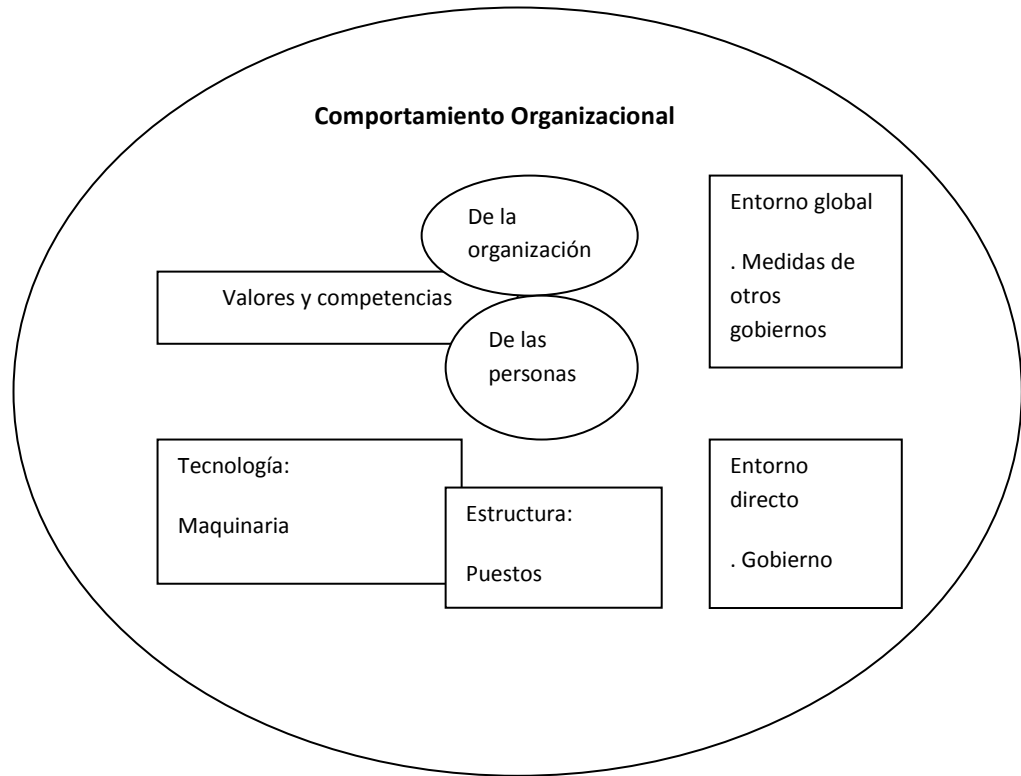 Comportamiento Organizacional
De la
organización
Valores y competencias
De las
personas
Entorno global
. Medidas de
otros
gobiernos
Tecnología:
Maquinaria
Estructura:
Puestos
Entorno
directo
. Gobierno